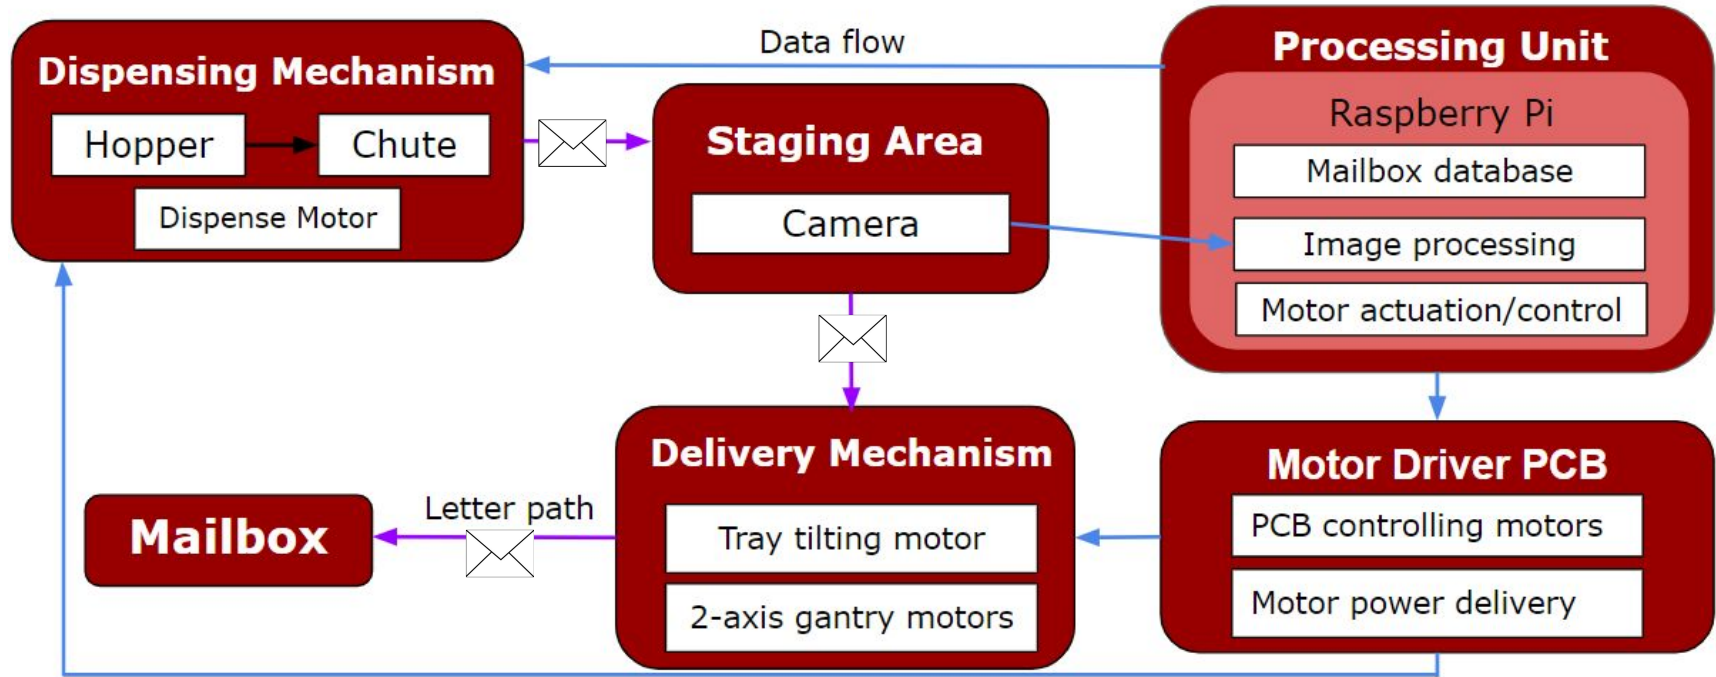 Data flow
Dispensing Mechanism
Hopper
Chute
Dispense Motor
Staging Area
Camera
Processing Unit
Raspberry Pi
Mailbox database
Image processing
Motor actuation/control
Mailbox
Letter path
Delivery Mechanism
Tray tilting motor
2-axis gantry motors
Motor Driver PCB
PCB controlling motors
Motor power delivery